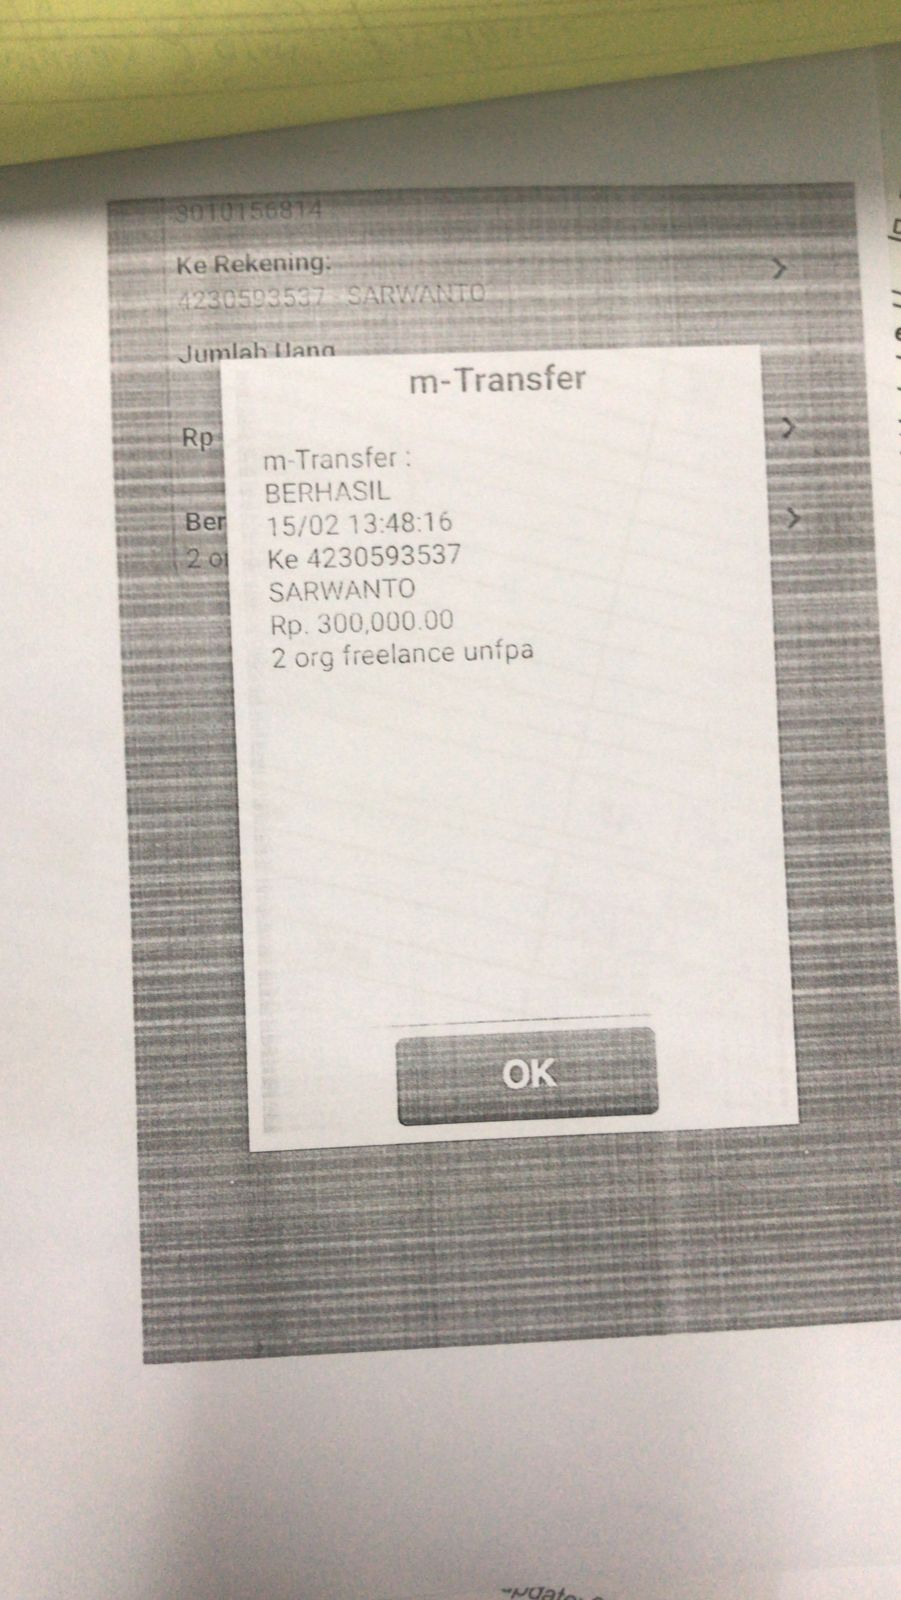 3010156814
Ke Rekening:
4230593537 - SARWANTO
Jumlah Uang
m-Transfer
Rp
m-Transfer :
BERHASIL
15/02 13:48:16
Ber
Ke 4230593537
2 or
SARWANTO
Rp. 300,000.00
2 org freelance unfpa
OK